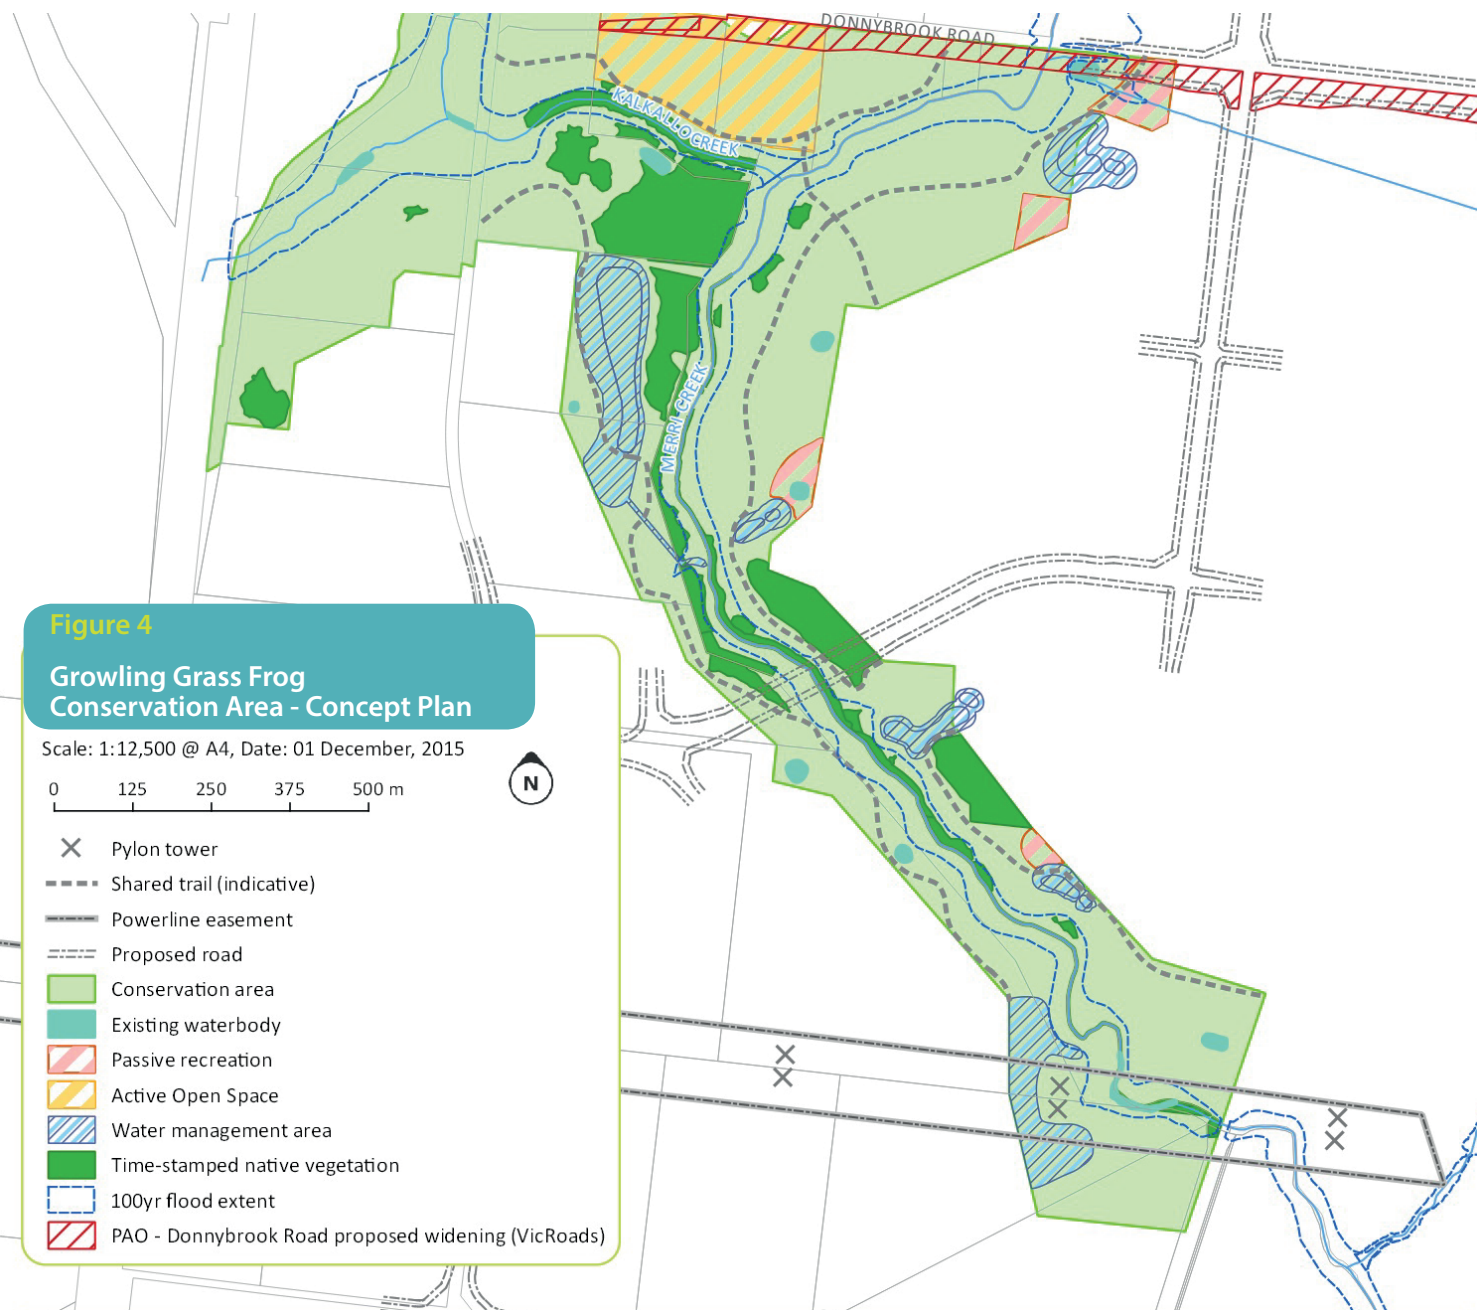 DONNYBROOK ROAD
KALKALLO CREEK
MERRI CREEK
Figure 4
Growling Grass Frog
Conservation Area - Concept Plan
Scale: 1:12,500 @ A4, Date: 01 December, 2015
0 125 250 375 500 m
N
Pylon tower
Shared trail (indicative)
Powerline easement
Proposed road
Conservation area
Existing waterbody
Passive recreation
Active Open Space
Water management area
Time-stamped native vegetation
100yr flood extent
PAO - Donnybrook Road proposed widening (VicRoads)